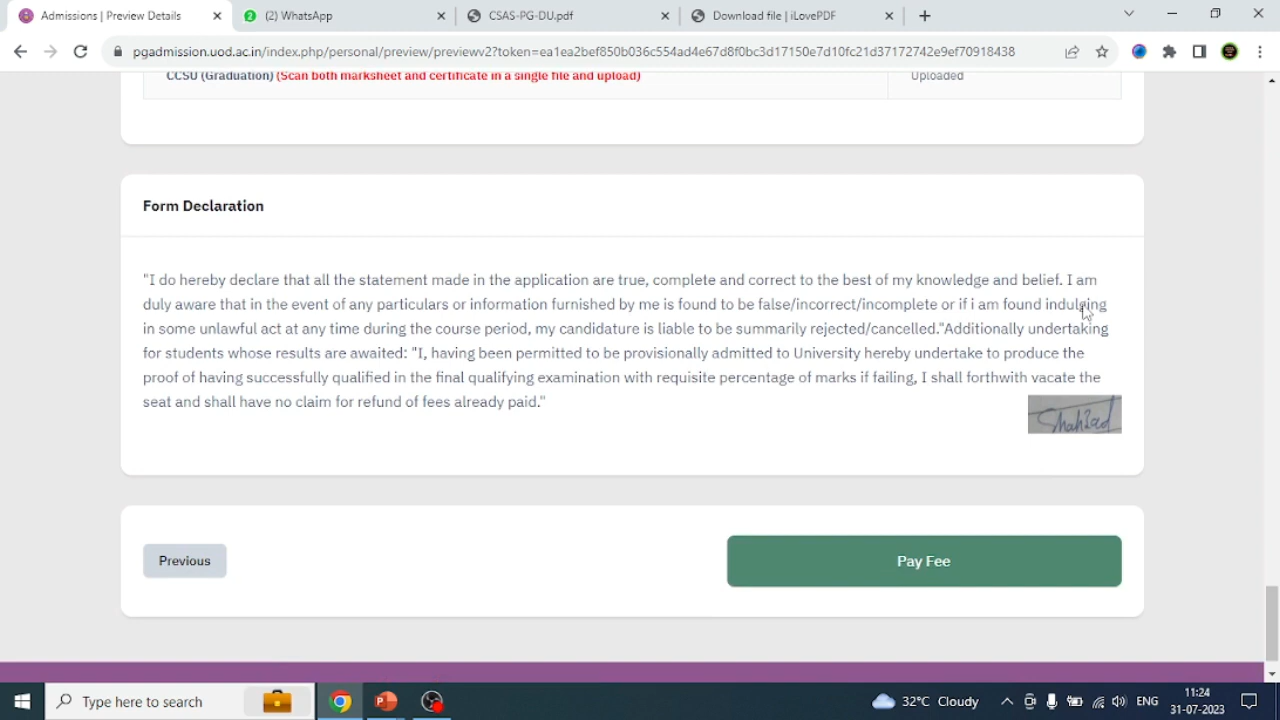 Admissions | Preview Details
(2) WhatsApp
CSAS-PG-DU.pdf
Download file | iLovePDF
pgadmission.uod.ac.in/index.php/personal/preview/previewv2?token=ea1ea2bef850b036c554ad4e67d8f0bc3d17150e7d10fc21d37172742e9ef70918438
CCSU (Graduation) (Scan both marksheet and certificate in a single file and upload)
Uploaded
Form Declaration
"I do hereby declare that all the statement made in the application are true, complete and correct to the best of my knowledge and belief. I am
duly aware that in the event of any particulars or information furnished by me is found to be false/incorrect/incomplete or if i am found indulging
in some unlawful act at any time during the course period, my candidature is liable to be summarily rejected/cancelled."Additionally undertaking
for students whose results are awaited: "I, having been permitted to be provisionally admitted to University hereby undertake to produce the
proof of having successfully qualified in the final qualifying examination with requisite percentage of marks if failing, I shall forthwith vacate the
seat and shall have no claim for refund of fees already paid."
Shahzad
Previous
Pay Fee
Type here to search
32°C Cloudy
ENG
11:24
31-07-2023